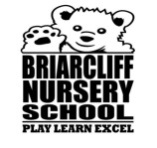 BRIARCLIFF
NURSERY
SCHOOL
PLAY LEARN EXCEL